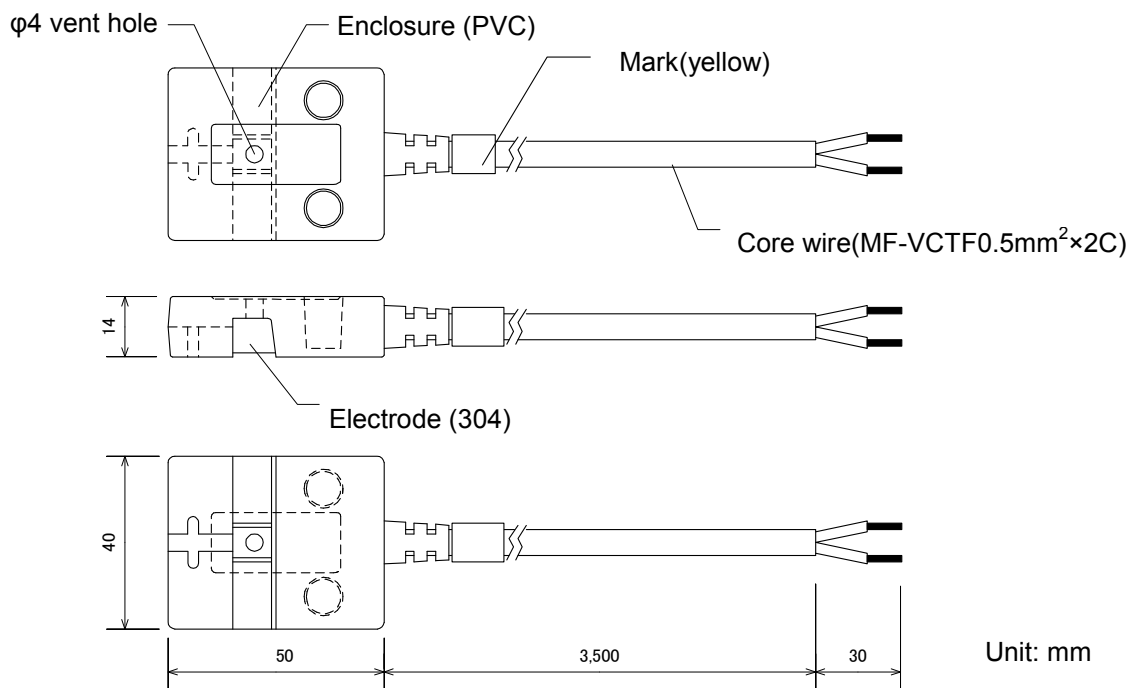 φ4 vent hole
Enclosure (PVC)
Mark(yellow)
Core wire(MF-VCTF0.5mm²×2C)
14
Electrode (304)
40
50
3,500
30
Unit: mm